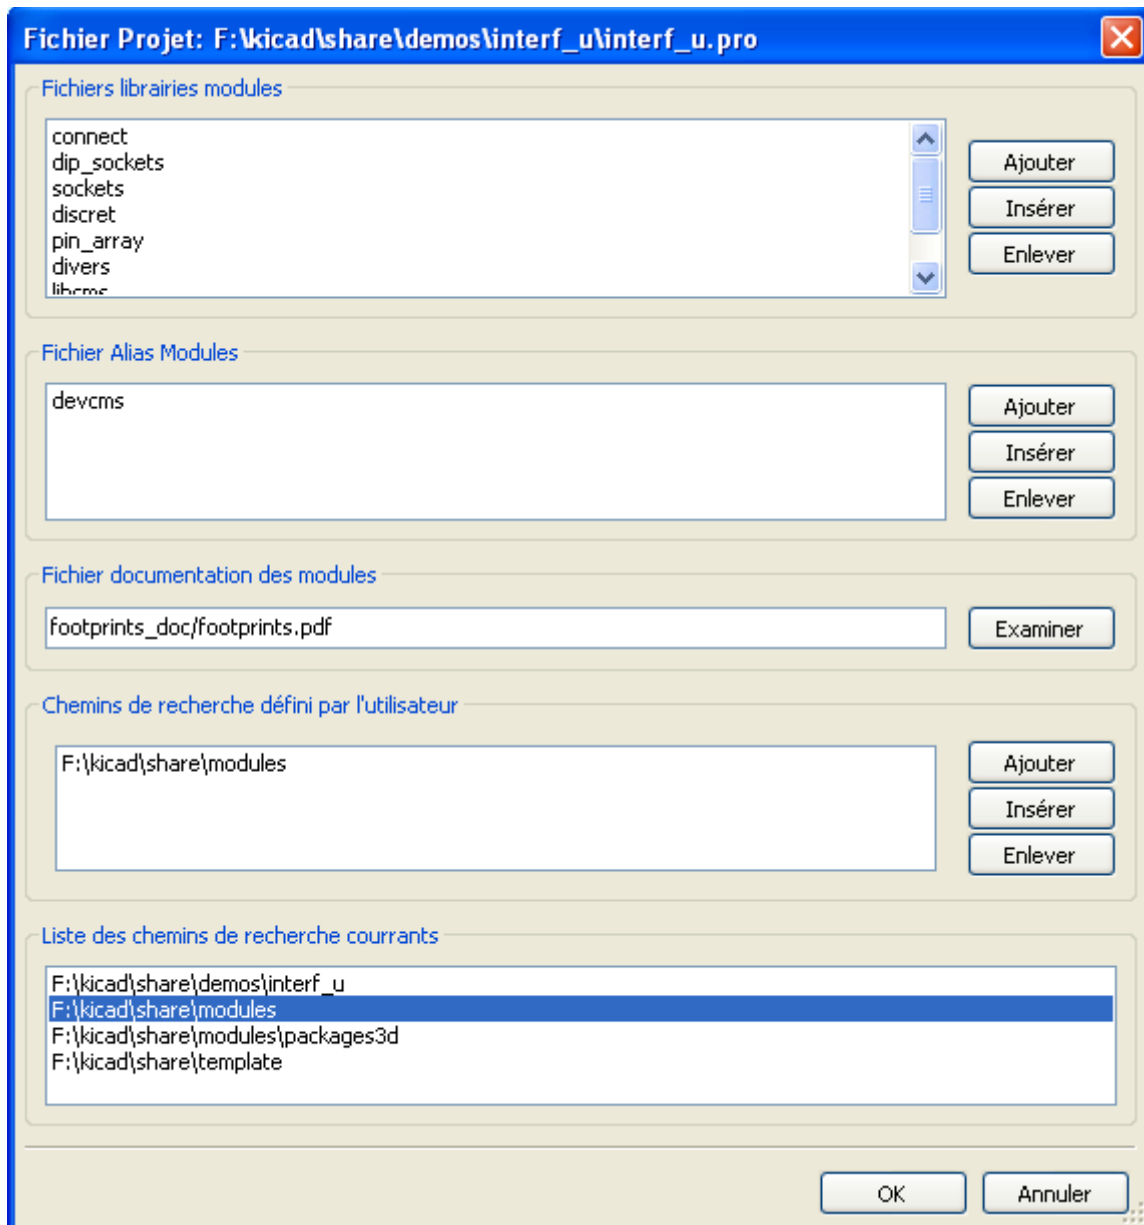 Fichier Projet: F:\kicad\share\demos\interf_u\interf_u.pro
Fichiers librairies modules
connect
dip_sockets
sockets
discret
pin_array
divers
libcms
Ajouter
Insérer
Enlever
Fichier Alias Modules
devcms
Ajouter
Insérer
Enlever
Fichier documentation des modules
footprints_doc/footprints.pdf
Examiner
Chemins de recherche défini par l'utilisateur
F:\kicad\share\modules
Ajouter
Insérer
Enlever
Liste des chemins de recherche courrants
F:\kicad\share\demos\interf_u
F:\kicad\share\modules
F:\kicad\share\modules\packages3d
F:\kicad\share\template
OK
Annuler